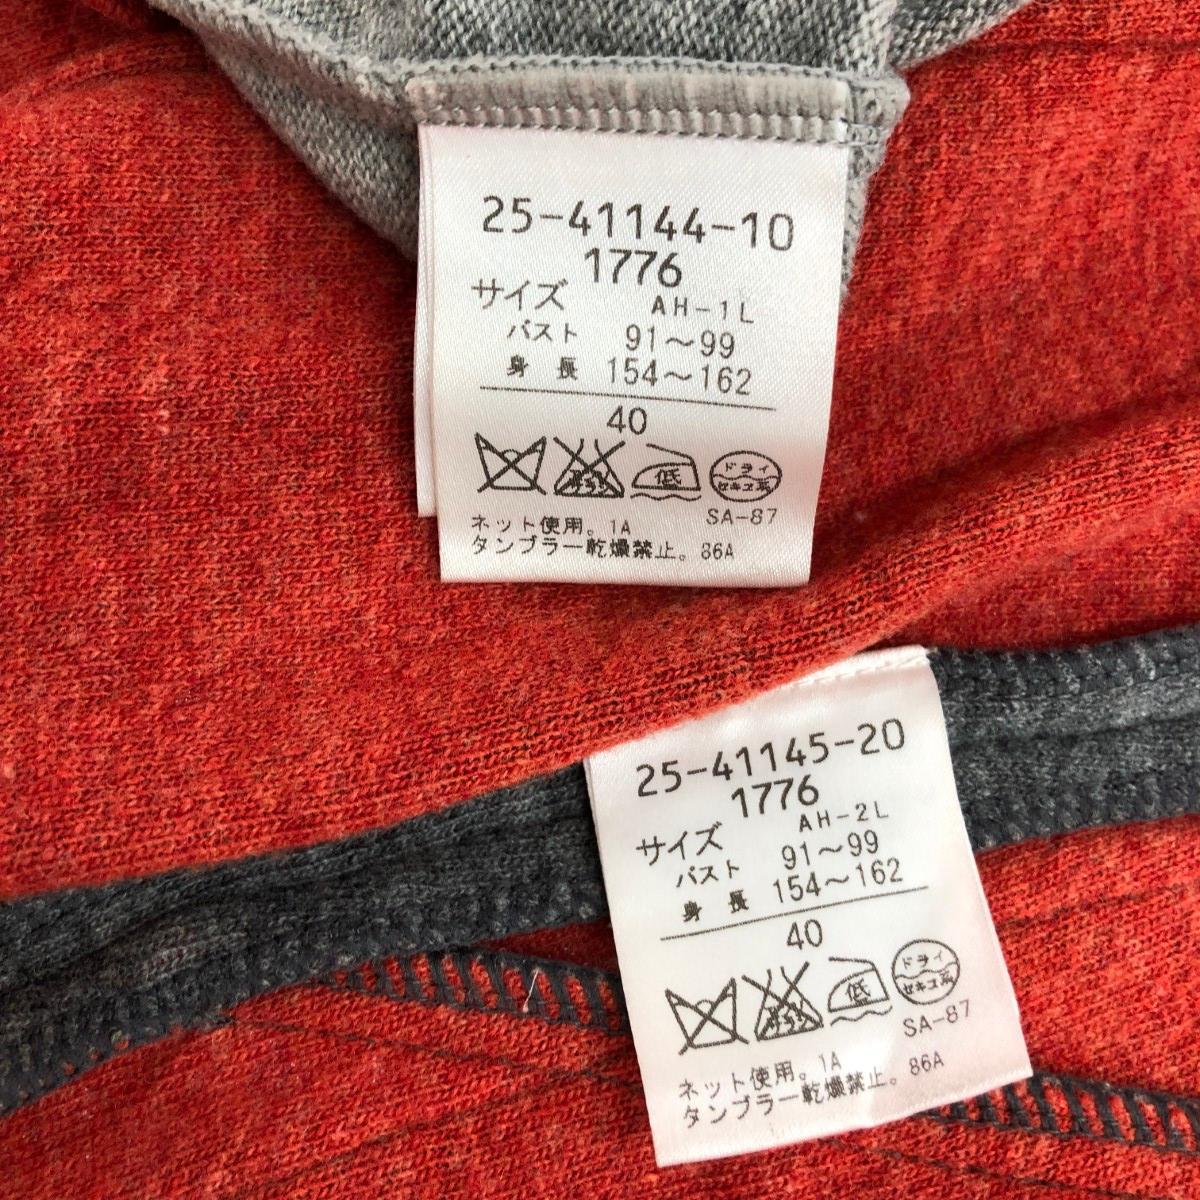 25-41144-10
1776
サイズ AH-1L
バスト 91～99
身長 154～162
40
低
ドライ
セキユ系
SA-87
ネット使用。1A
タンブラー乾燥禁止。86A
25-41145-20
1776
サイズ AH-2L
バスト 91～99
身長 154～162
40
低
ドライ
セキユ系
SA-87
ネット使用。1A
タンブラー乾燥禁止。86A